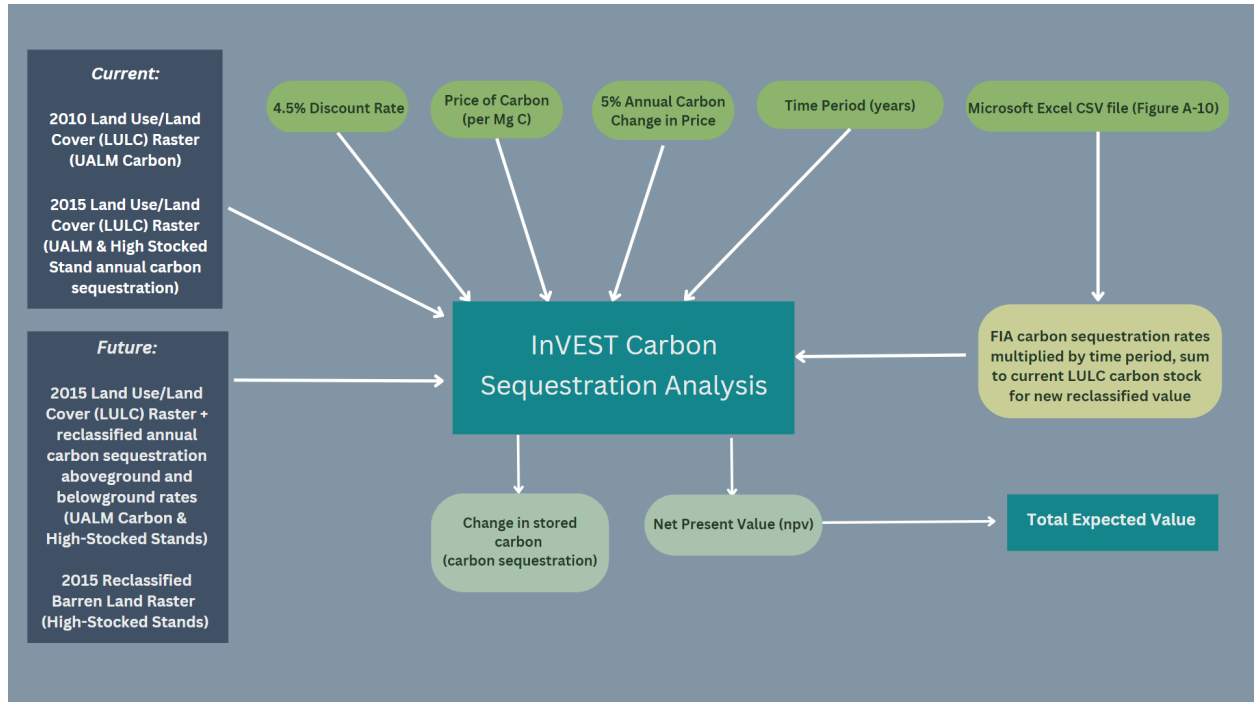 Current:
2010 Land Use/Land
Cover (LULC) Raster
(UALM Carbon)
2015 Land Use/Land
Cover (LULC) Raster
(UALM & High Stocked
Stand annual carbon
sequestration)
Future:
2015 Land Use/Land
Cover (LULC) Raster +
reclassified annual
carbon sequestration
aboveground and
belowground rates
(UALM Carbon &
High-Stocked Stands)
2015 Reclassified
Barren Land Raster
(High-Stocked Stands)
4.5% Discount Rate
Price of Carbon
(per Mg C)
5% Annual Carbon
Change in Price
Time Period (years)
Microsoft Excel CSV file (Figure A-10)
InVEST Carbon
Sequestration Analysis
FIA carbon sequestration rates
multiplied by time period, sum
to current LULC carbon stock
for new reclassified value
Change in stored
carbon
(carbon sequestration)
Net Present Value (npv)
Total Expected Value